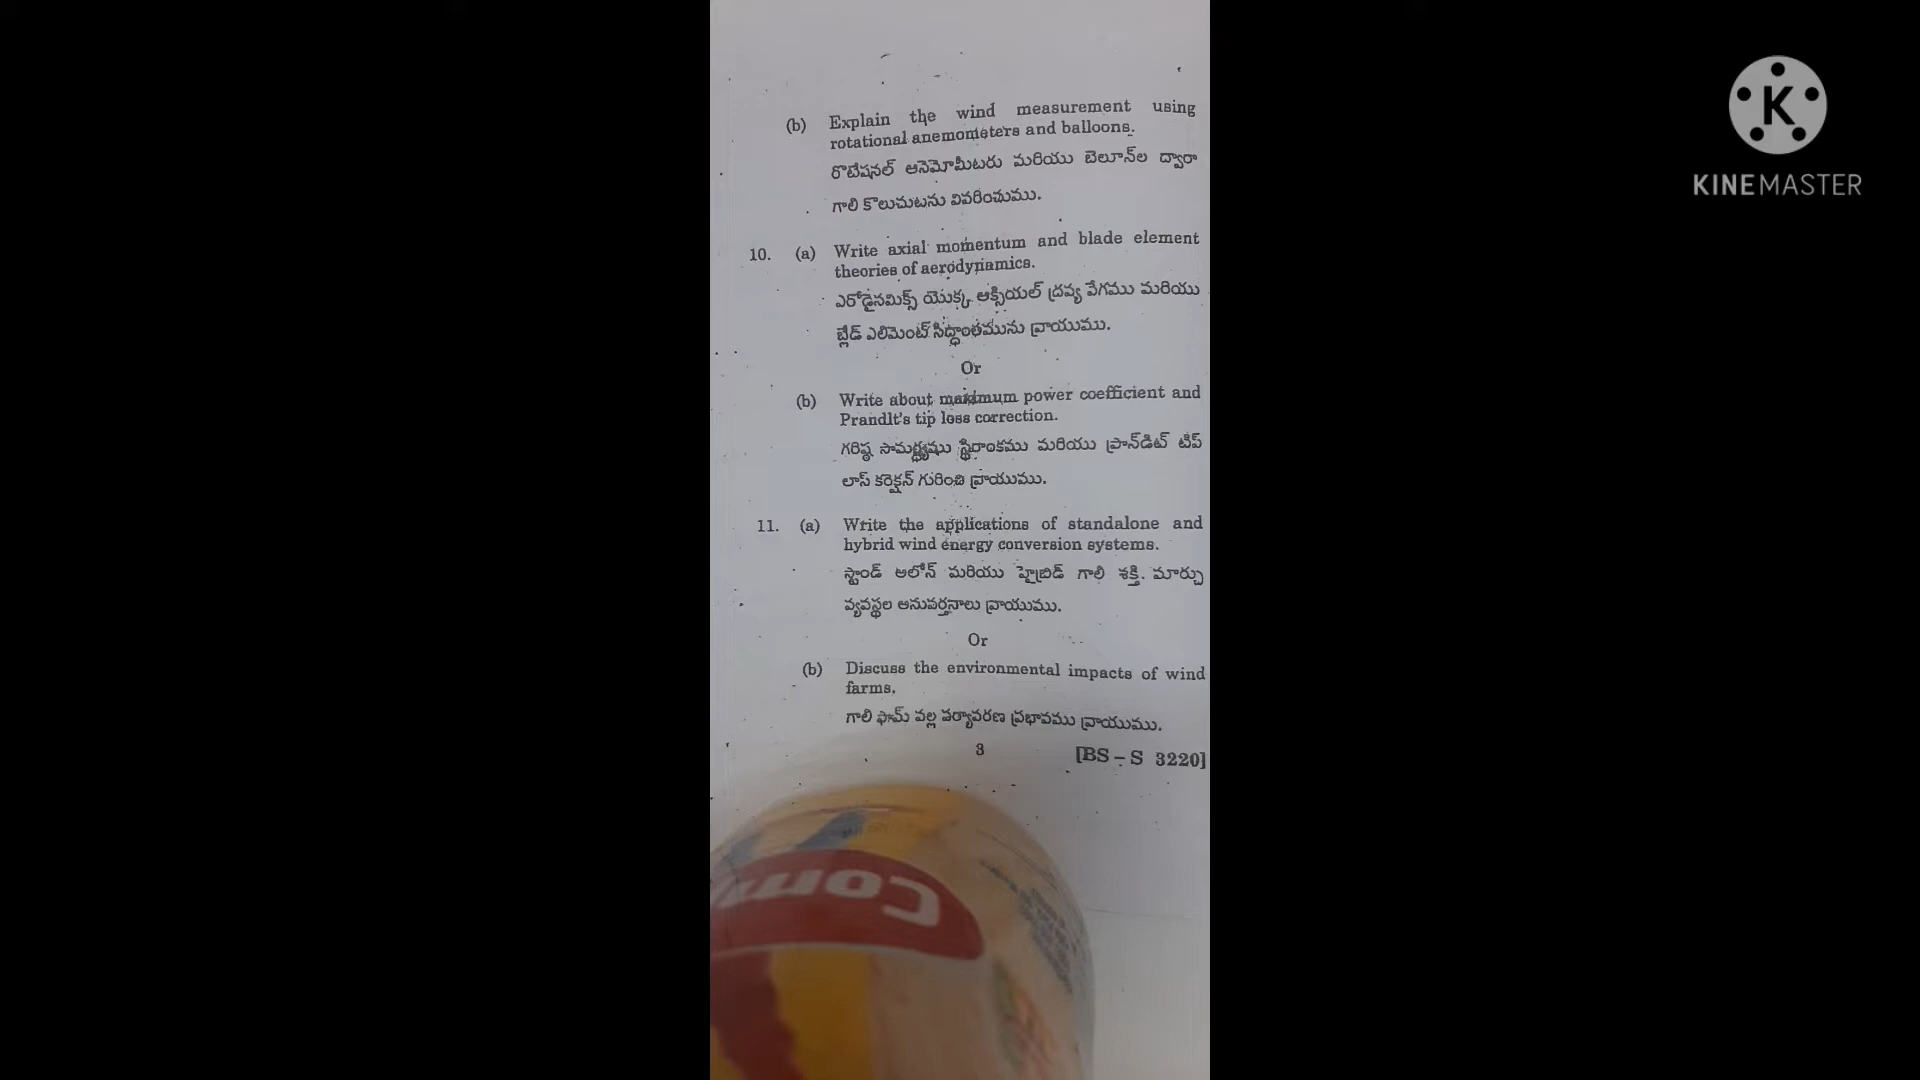 (b) Explain the wind measurement using
rotational anemometers and balloons.
రొటేషనల్ ఆనెమోమీటరు మరియు బెలూన్‌ల ద్వారా
గాలి కొలుచుటను వివరించుము.
10. (a) Write axial momentum and blade element
theories of aerodynamics.
ఎరోడైనమిక్స్ యొక్క ఆక్సియల్ ద్రవ్య వేగము మరియు
బ్లేడ్ ఎలిమెంట్ సిద్ధాంతమును వ్రాయుము.
Or
(b) Write about maximum power coefficient and
Prandlt's tip loss correction.
గరిష్ఠ సామర్థ్యము స్థిరాంకము మరియు ప్రాన్‌డిట్ టిప్
లాస్ కరెక్షన్ గురించి వ్రాయుము.
11. (a) Write the applications of standalone and
hybrid wind energy conversion systems.
స్టాండ్ అలోన్ మరియు హైబ్రిడ్ గాలి శక్తి మార్చు
వ్యవస్థల అనువర్తనాలు వ్రాయుము.
Or
(b) Discuss the environmental impacts of wind
farms.
గాలి ఫామ్ వల్ల పర్యావరణ ప్రభావము వ్రాయుము.
3 [BS – S 3220]
K
KINEMASTER